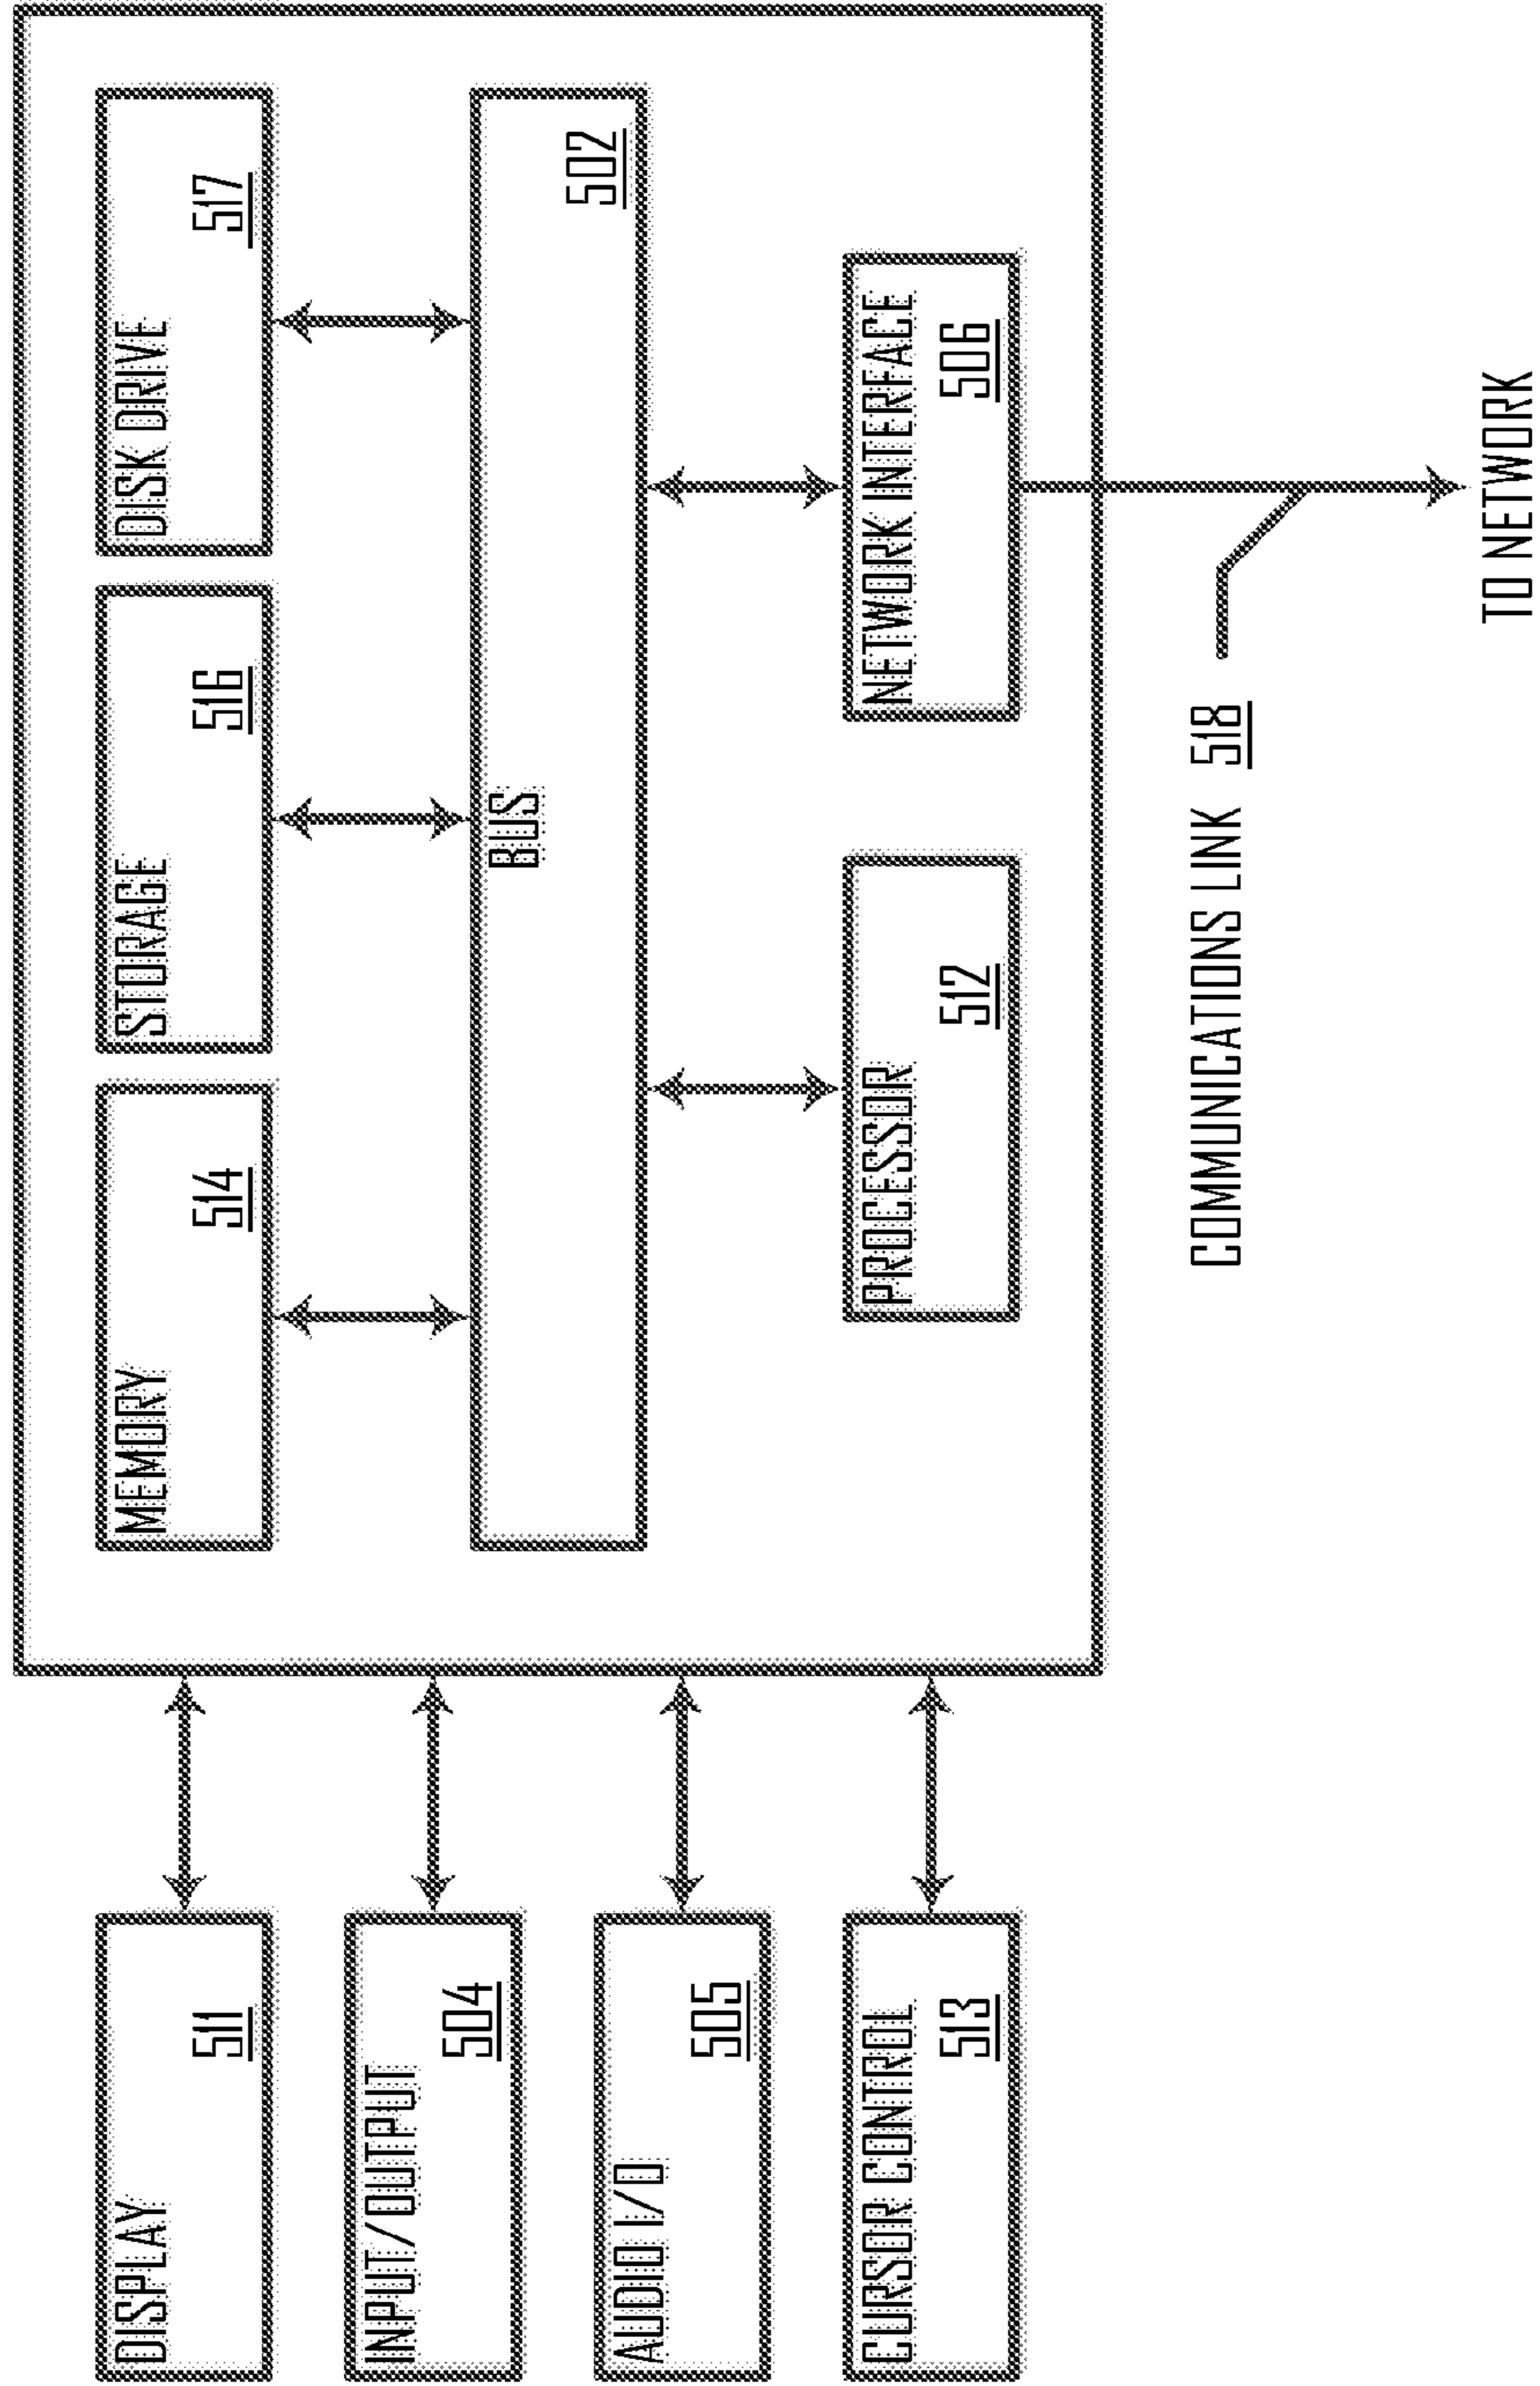 DISPLAY
511
INPUT/OUTPUT
504
AUDIO I/O
505
CURSOR CONTROL
513
MEMORY
514
STORAGE
516
DISK DRIVE
517
BUS
502
PROCESSOR
512
NETWORK INTERFACE
506
COMMUNICATIONS LINK 518
TO NETWORK